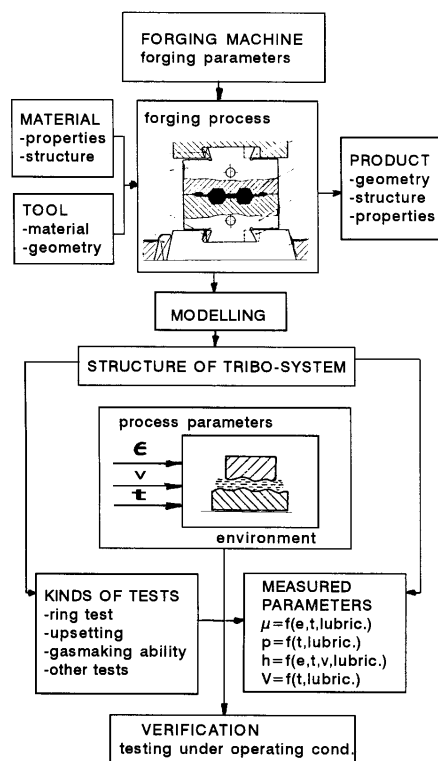 FORGING MACHINE
forging parameters
MATERIAL
-properties
-structure
TOOL
-material
-geometry
forging process
PRODUCT
-geometry
-structure
-properties
MODELLING
STRUCTURE OF TRIBO-SYSTEM
process parameters
ϵ
v
t
environment
KINDS OF TESTS
-ring test
-upsetting
-gasmaking ability
-other tests
MEASURED
PARAMETERS
μ=f(e,t,lubric.)
p=f(t,lubric.)
h=f(e,t,v,lubric.)
V=f(t,lubric.)
VERIFICATION
testing under operating cond.